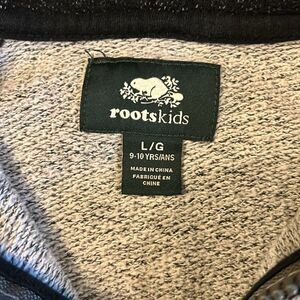 rootskids
L/G
9-10 YRS/ANS
MADE IN CHINA
FABRIQUÉ EN
CHINE